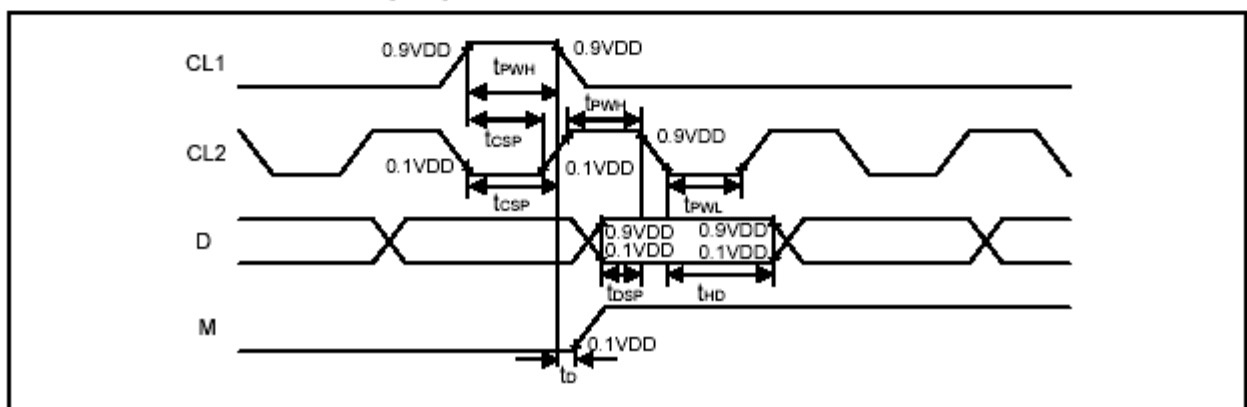 CL1
0.9VDD
0.9VDD
tPWH
tPWH
tCSP
CL2
0.9VDD
0.1VDD
0.1VDD
tCSP
tPWL
D
0.9VDD 0.9VDD
0.1VDD 0.1VDD
tDSP
tHD
M
0.1VDD
tD